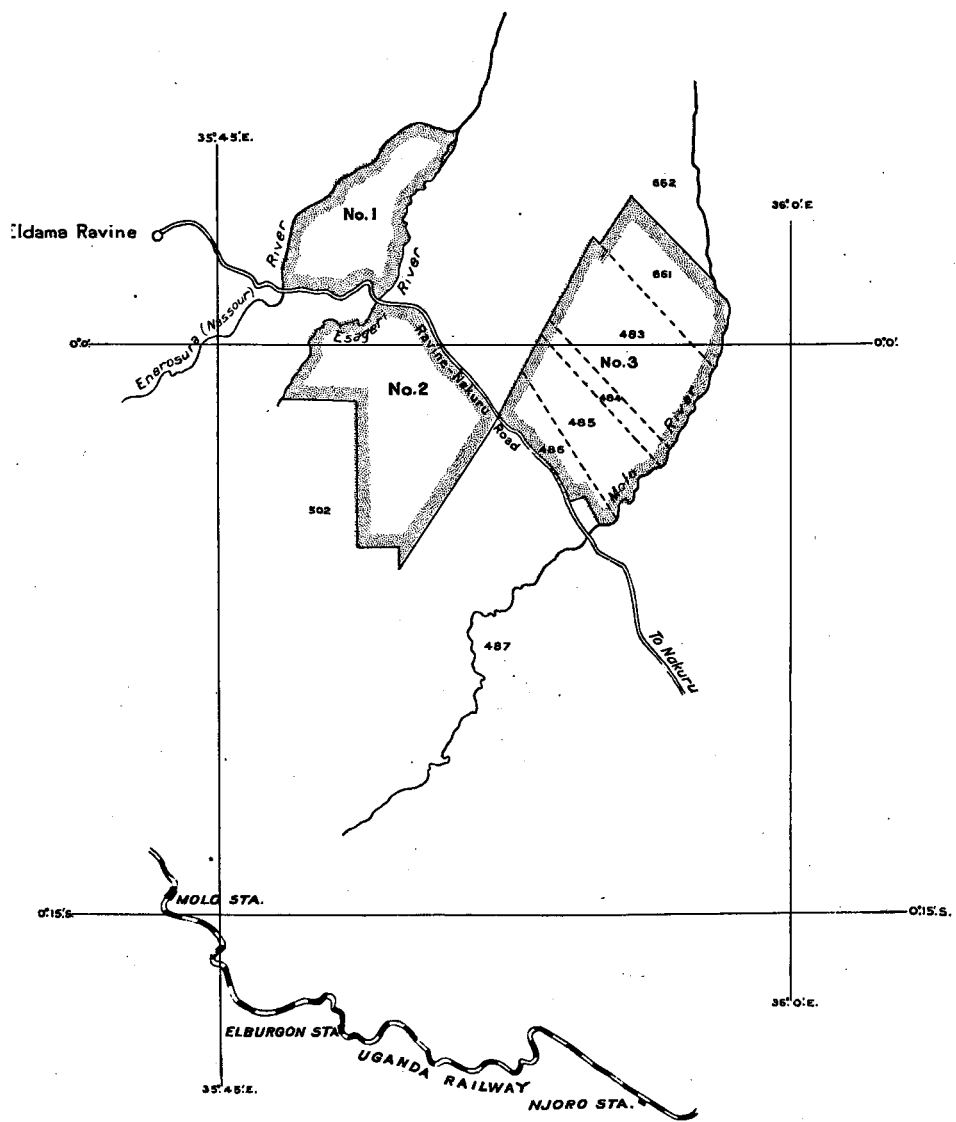 35°45'E.
652
36°0'E
No.1
Eldama Ravine
River
River
661
Enarosura (Nassour)
Esageri
0°0'
483
0°0'
Ravine-Nakuru Road
No.3
No.2
484
River
485
486
Molo
502
487
To Nakuru
MOLO STA.
0°15'S.
0°15'S.
36°0'E.
ELBURGON STA.
UGANDA RAILWAY
35°45'E.
NJORO STA.